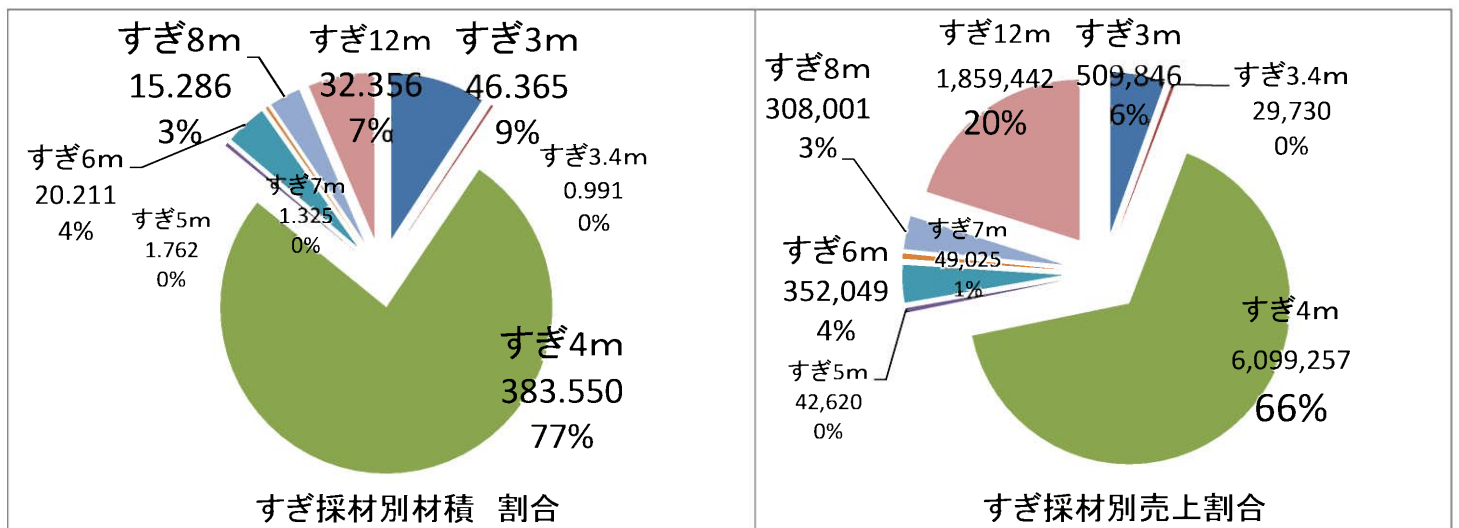 すぎ8m
15.286
3%
すぎ12m
32.356
7%
すぎ3m
46.365
9%
すぎ3.4m
0.991
0%
すぎ6m
20.211
4%
すぎ5m
1.762
0%
すぎ7m
1.325
0%
すぎ4m
383.550
77%
すぎ採材別材積　割合
すぎ12m
1,859,442
20%
すぎ3m
509,846
6%
すぎ3.4m
29,730
0%
すぎ8m
308,001
3%
すぎ7m
49,025
1%
すぎ6m
352,049
4%
すぎ5m
42,620
0%
すぎ4m
6,099,257
66%
すぎ採材別売上割合